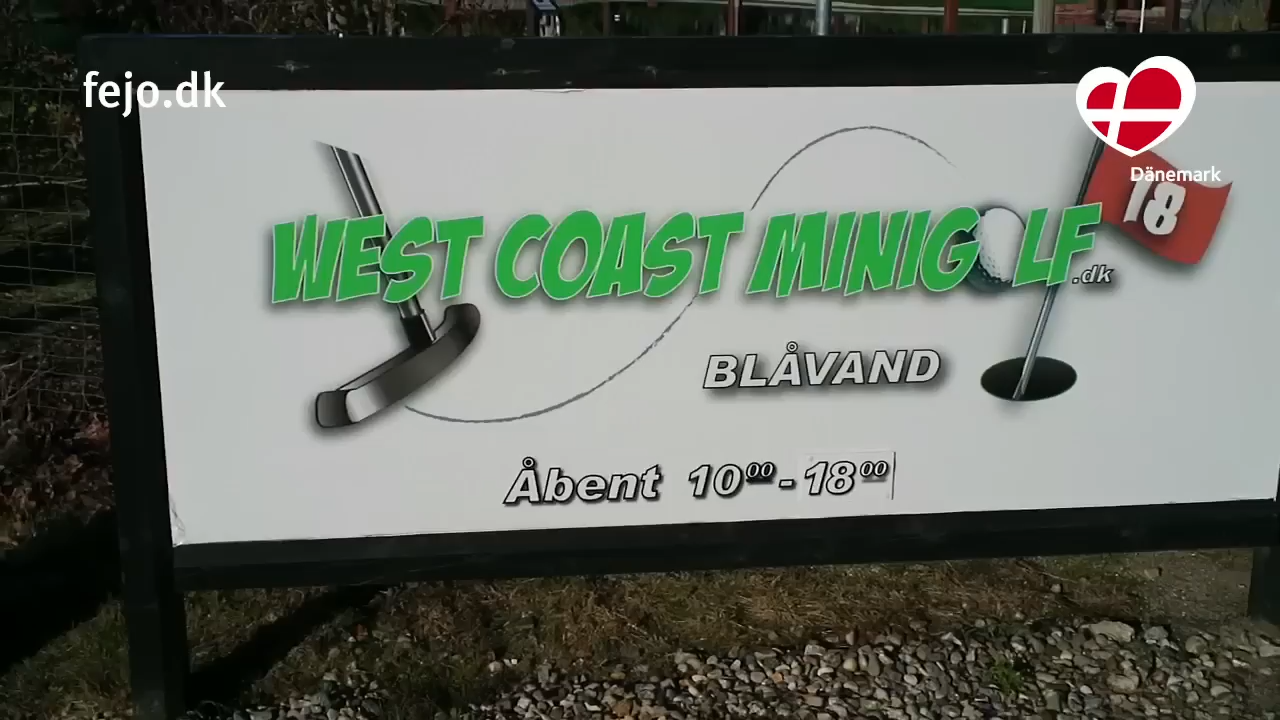 fejo.dk
Dänemark
18
WEST COAST MINIGOLF.dk
BLÅVAND
Åbent 10⁰⁰-18⁰⁰